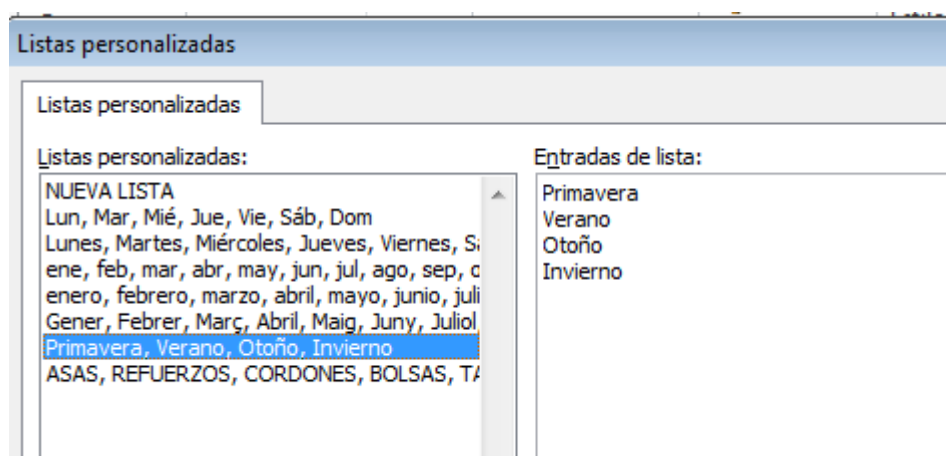 Listas personalizadas
Listas personalizadas
Listas personalizadas:
NUEVA LISTA
Lun, Mar, Mié, Jue, Vie, Sáb, Dom
Lunes, Martes, Miércoles, Jueves, Viernes,
ene, feb, mar, abr, may, jun, jul, ago, sep,
enero, febrero, marzo, abril, mayo, junio, juli
Gener, Febrer, Març, Abril, Maig, Juny, Juliol,
Primavera, Verano, Otoño, Invierno
ASAS, REFUERZOS, CORDONES, BOLSAS,
Entradas de lista:
Primavera
Verano
Otoño
Invierno